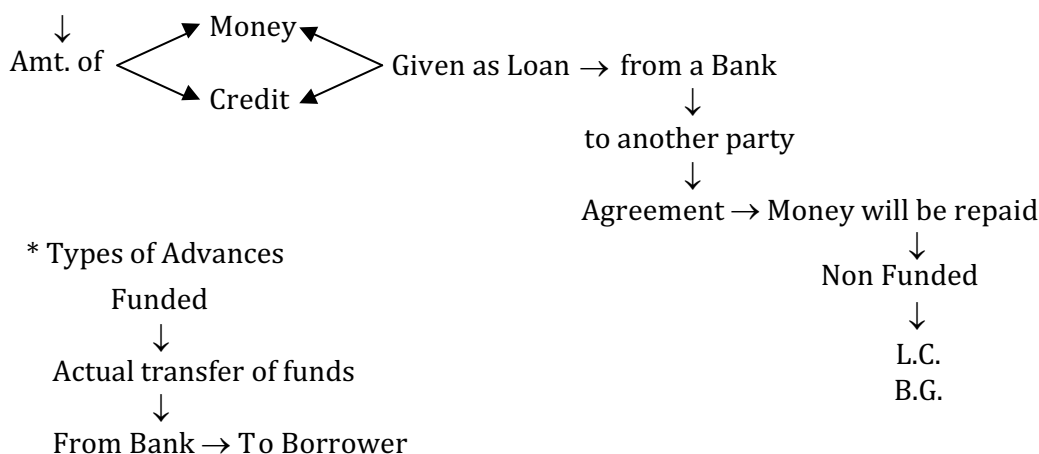 ↓
Amt. of
Money
Credit
Given as Loan → from a Bank
↓
to another party
↓
Agreement → Money will be repaid
↓
Non Funded
↓
L.C.
B.G.
* Types of Advances
Funded
↓
Actual transfer of funds
↓
From Bank → To Borrower